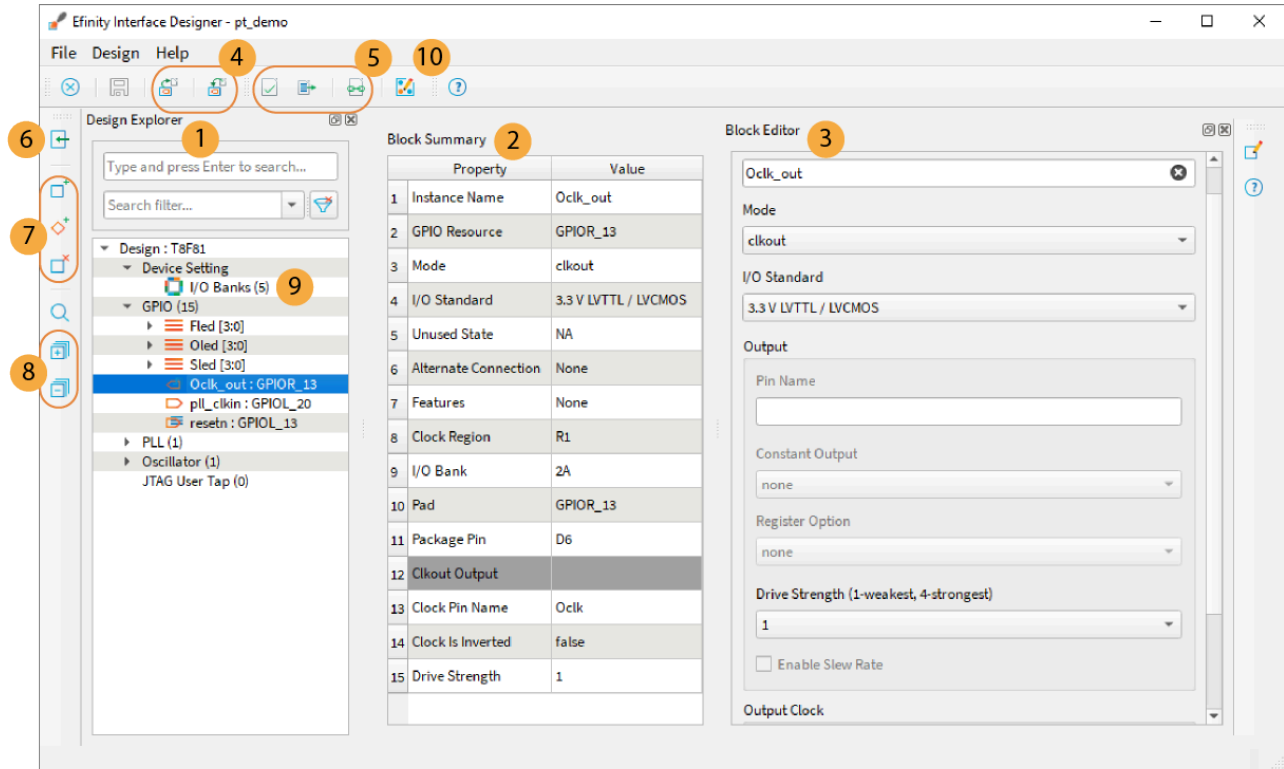 Efinity Interface Designer - pt_demo
File Design Help
4
5
10
6
7
8
Design Explorer
1
Type and press Enter to search...
Search filter...
Design : T8F81
Device Setting
I/O Banks (5)
9
GPIO (15)
Fled [3:0]
Oled [3:0]
Sled [3:0]
Oclk_out : GPIOR_13
pll_clkin : GPIOL_20
resetn : GPIOL_13
PLL (1)
Oscillator (1)
JTAG User Tap (0)
Block Summary
2
Property Value
1 Instance Name Oclk_out
2 GPIO Resource GPIOR_13
3 Mode clkout
4 I/O Standard 3.3 V LVTTL / LVCMOS
5 Unused State NA
6 Alternate Connection None
7 Features None
8 Clock Region R1
9 I/O Bank 2A
10 Pad GPIOR_13
11 Package Pin D6
12 Clkout Output
13 Clock Pin Name Oclk
14 Clock Is Inverted false
15 Drive Strength 1
Block Editor
3
Oclk_out
Mode
clkout
I/O Standard
3.3 V LVTTL / LVCMOS
Output
Pin Name
Constant Output
none
Register Option
none
Drive Strength (1-weakest, 4-strongest)
1
Enable Slew Rate
Output Clock